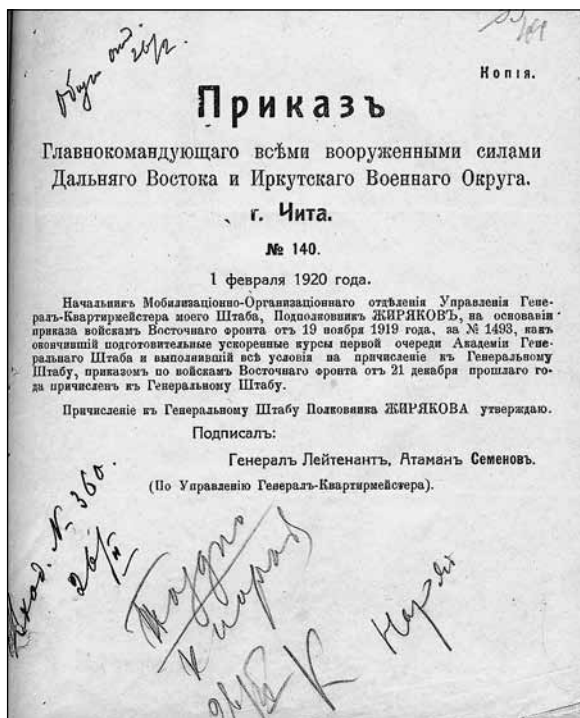 26/2.
Копія.
Приказъ
Главнокомандующаго всѣми вооруженными силами
Дальняго Востока и Иркутскаго Военнаго Округа.
г. Чита.
№ 140.
1 февраля 1920 года.
Начальникъ Мобилизаціонно-Организаціоннаго отдѣленія Управленія Гене-
ралъ-Квартирмейстера моего Штаба, Подполковникъ ЖИРЯКОВЪ, на основаніи
приказа войскамъ Восточнаго фронта отъ 19 ноября 1919 года, за № 1493, какъ
окончившій подготовительные ускоренные курсы первой очереди Академіи Гене-
ральнаго Штаба и выполнившій всѣ условія на причисленіе къ Генеральному
Штабу, приказомъ по войскамъ Восточнаго фронта отъ 21 декабря прошлаго го-
да причисленъ къ Генеральному Штабу.
Причисленіе къ Генеральному Штабу Полковника ЖИРЯКОВА утверждаю.
Подписалъ:
Генералъ Лейтенантъ, Атаманъ Семеновъ.
(По Управленію Генералъ-Квартирмейстера).
Вход. № 360.
26/II